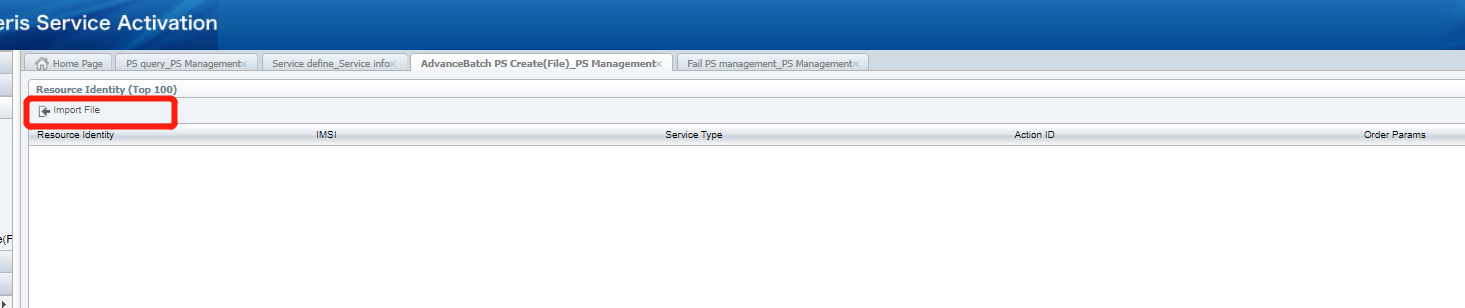 eris Service Activation
Home Page PS query_PS Management× Service define_Service info× AdvanceBatch PS Create(File)_PS Management× Fail PS management_PS Management×
Resource Identity (Top 100)
Import File
Resource Identity IMSI Service Type Action ID Order Params
e(F